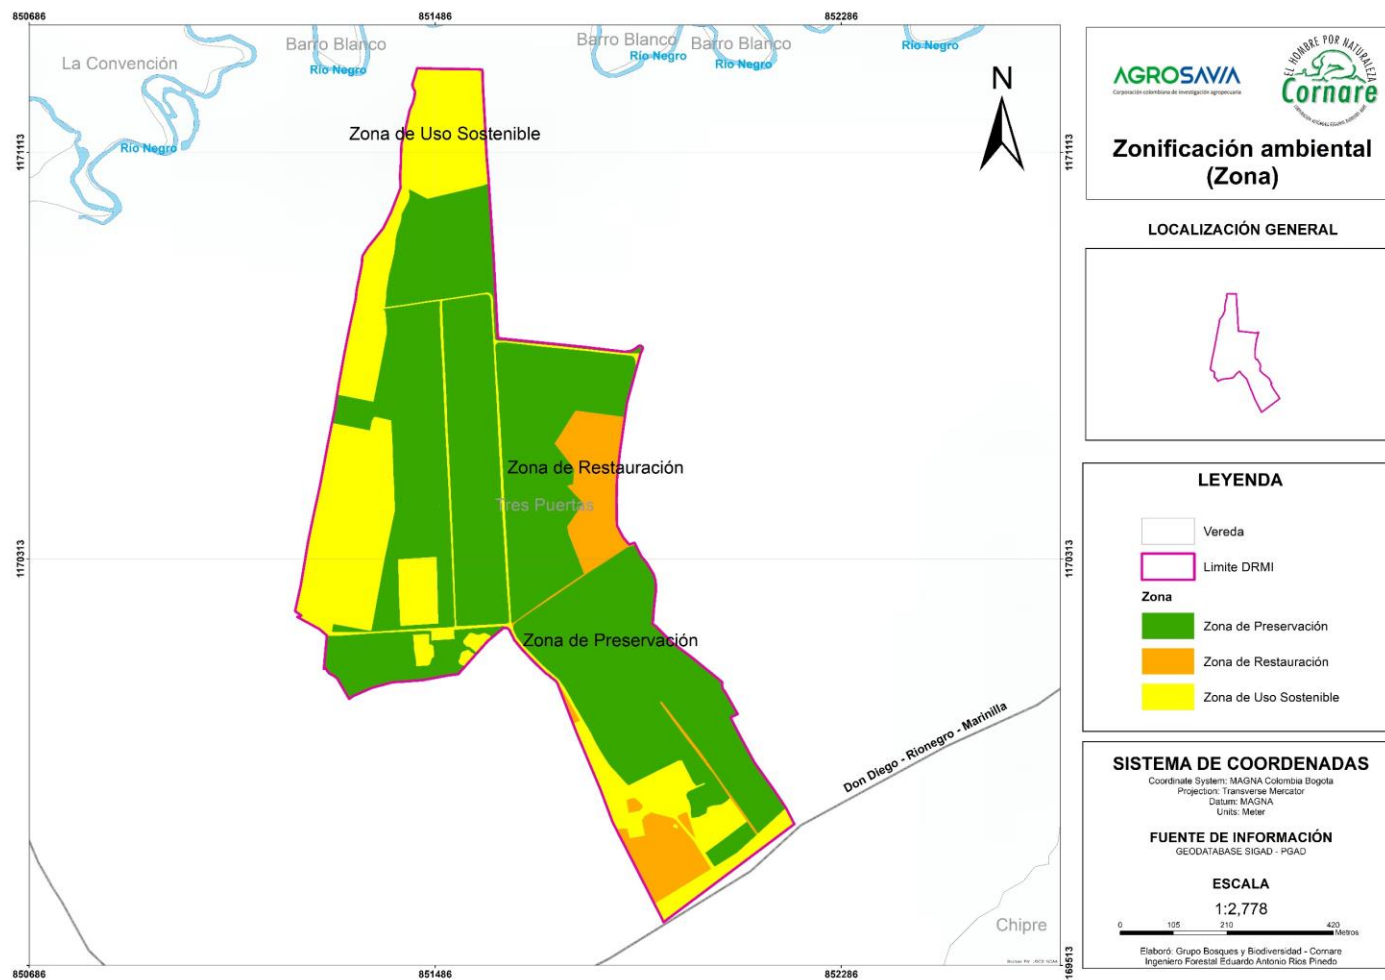 850686
851486
852286
Barro Blanco
Río Negro
Barro Blanco
Río Negro
Barro Blanco
Río Negro
Río Negro
La Convención
Río Negro
1171113
1171113
N
Zona de Uso Sostenible
Zona de Restauración
Tres Puertas
1170313
1170313
Zona de Preservación
Don Diego - Rionegro - Marinilla
Chipre
169513
850686
851486
852286
AGROSAVIA
Corporación colombiana de investigación agropecuaria
EL HOMBRE POR NATURALEZA
Cornare
Zonificación ambiental
(Zona)
LOCALIZACIÓN GENERAL
LEYENDA
Vereda
Limite DRMI
Zona
Zona de Preservación
Zona de Restauración
Zona de Uso Sostenible
SISTEMA DE COORDENADAS
Coordinate System: MAGNA Colombia Bogota
Projection: Transverse Mercator
Datum: MAGNA
Units: Meter
FUENTE DE INFORMACIÓN
GEODATABASE SIGAD - PGAD
ESCALA
1:2,778
0 105 210 420
Metros
Elaboró: Grupo Bosques y Biodiversidad - Cornare
Ingeniero Forestal Eduardo Antonio Rios Pinedo